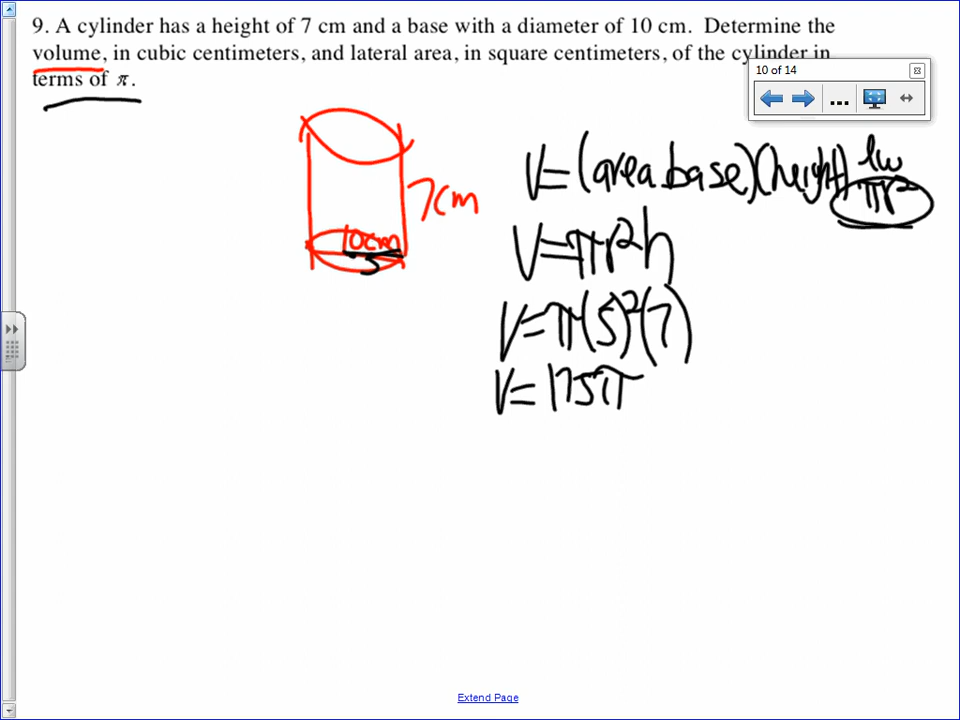 9. A cylinder has a height of 7 cm and a base with a diameter of 10 cm. Determine the
volume, in cubic centimeters, and lateral area, in square centimeters, of the cylinder in
terms of π.
10 of 14
...
7cm
10cm
5
V=(area base)(height)
lw
πr²
V=πr²h
V=π(5)²(7)
V=175π
Extend Page